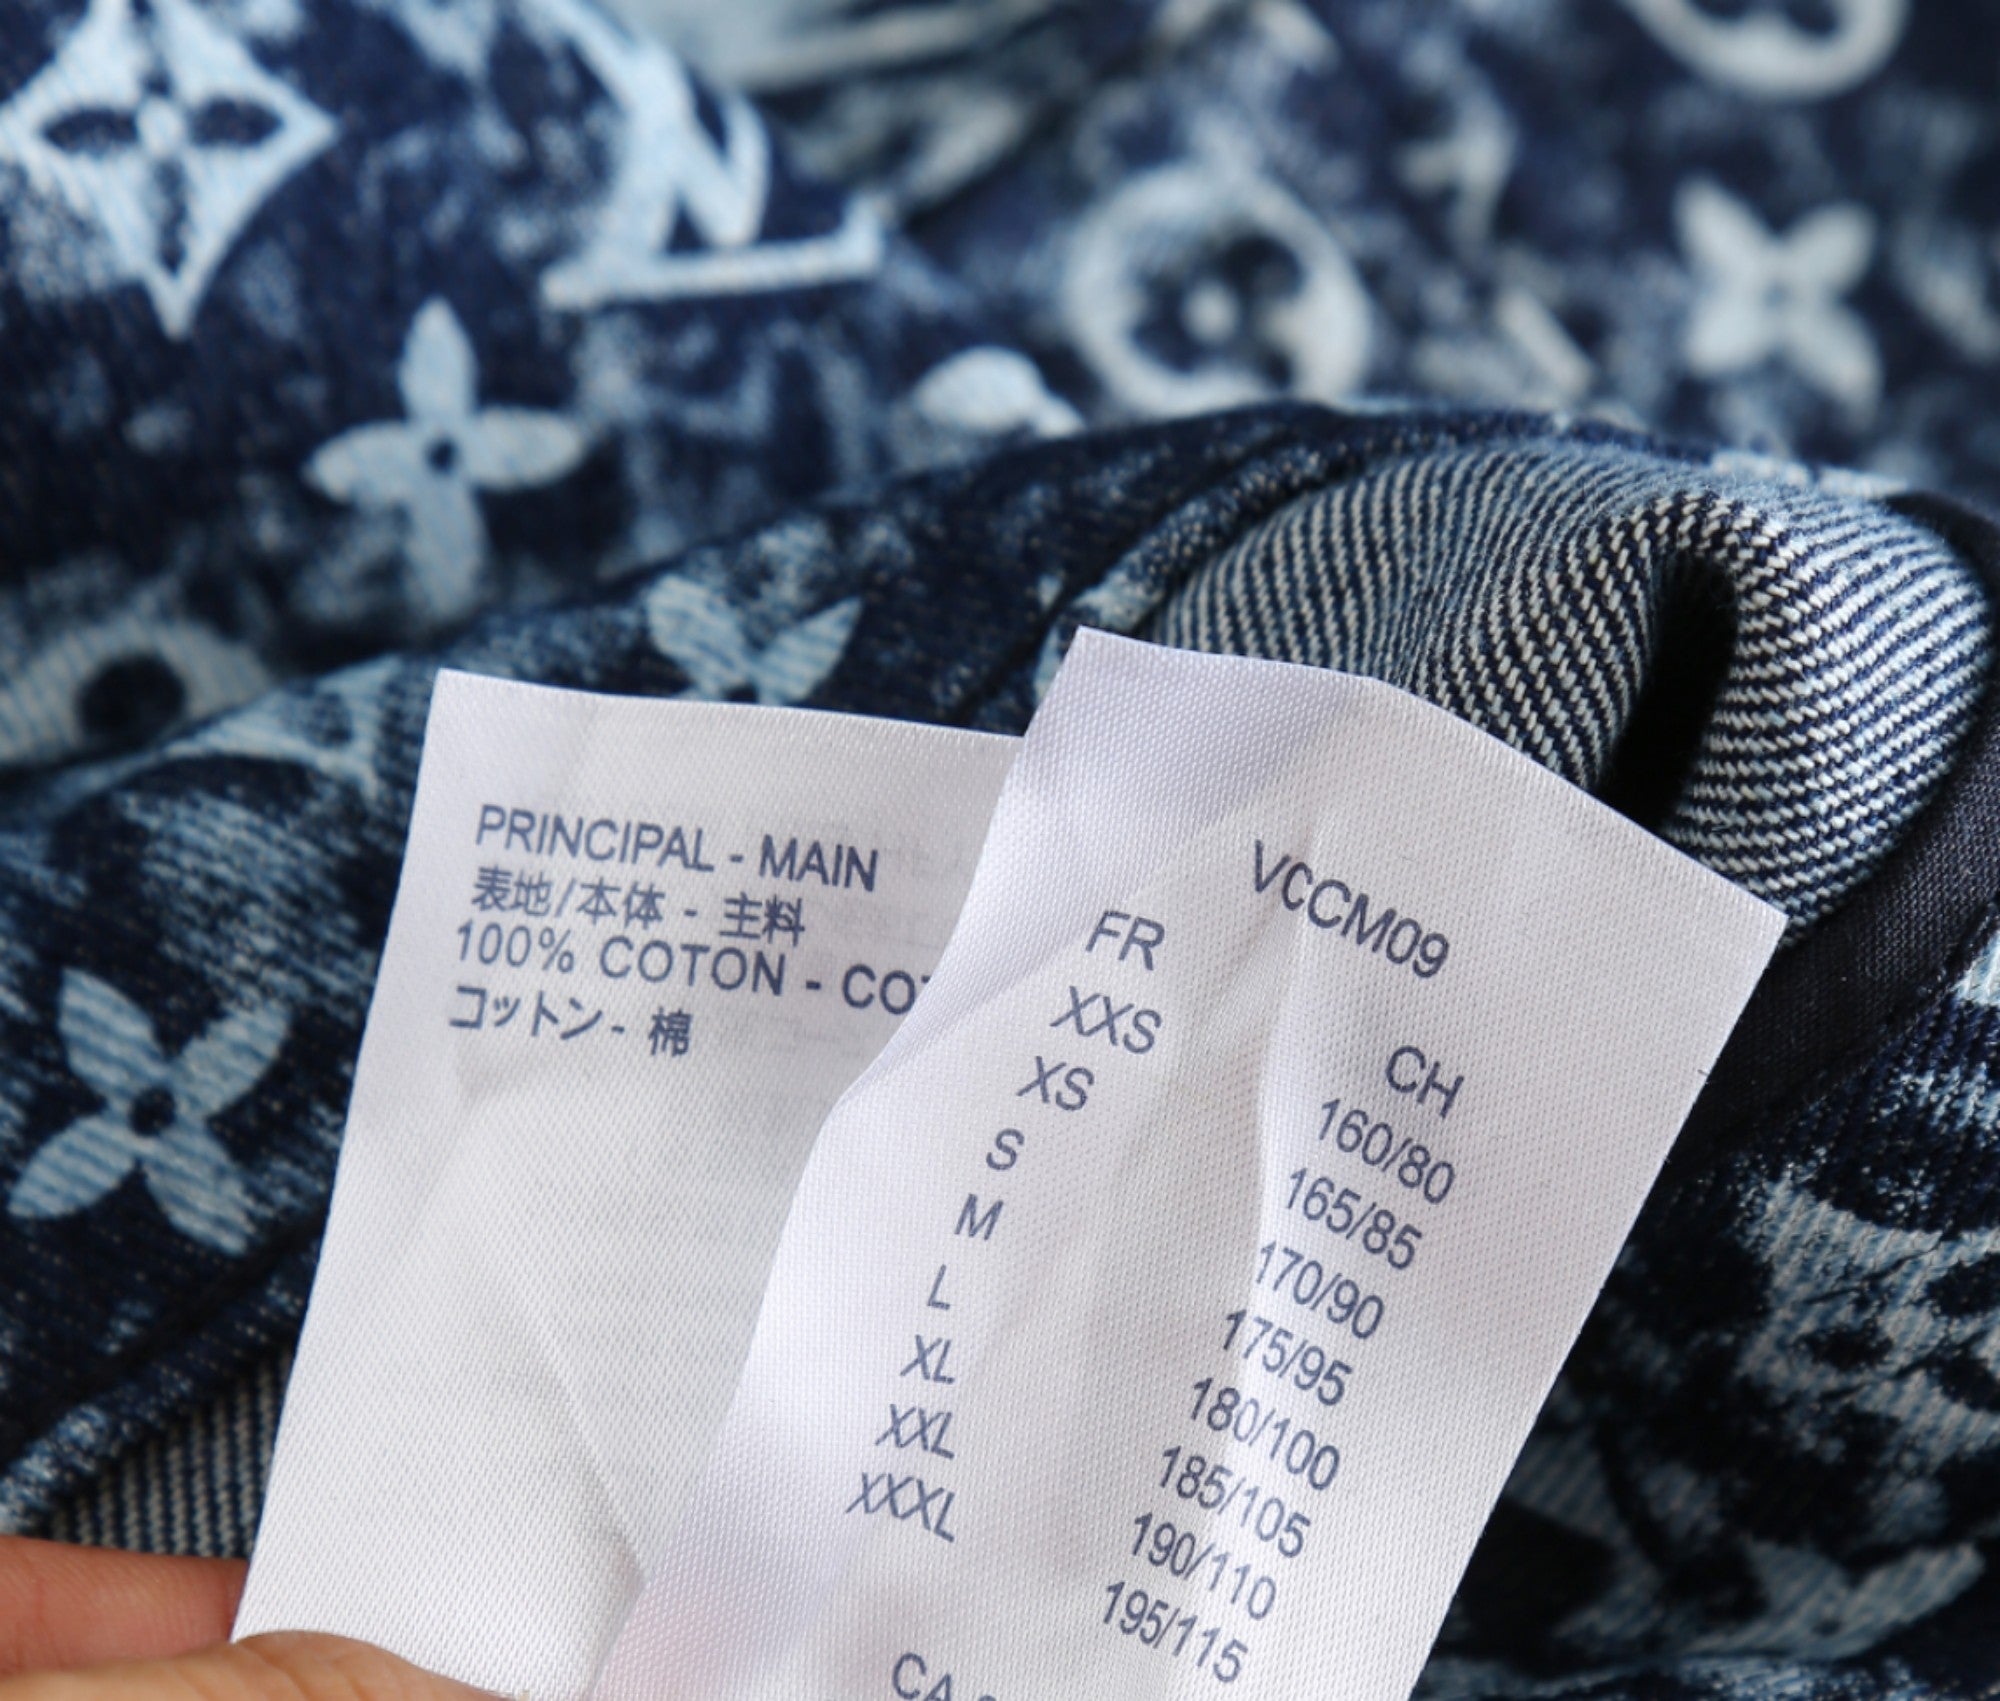 PRINCIPAL - MAIN
表地/本体 - 主料
100% COTON - CO
コットン - 棉
VCCM09
FR CH
XXS 160/80
XS 165/85
S 170/90
M 175/95
L 180/100
XL 185/105
XXL 190/110
XXXL 195/115
CA